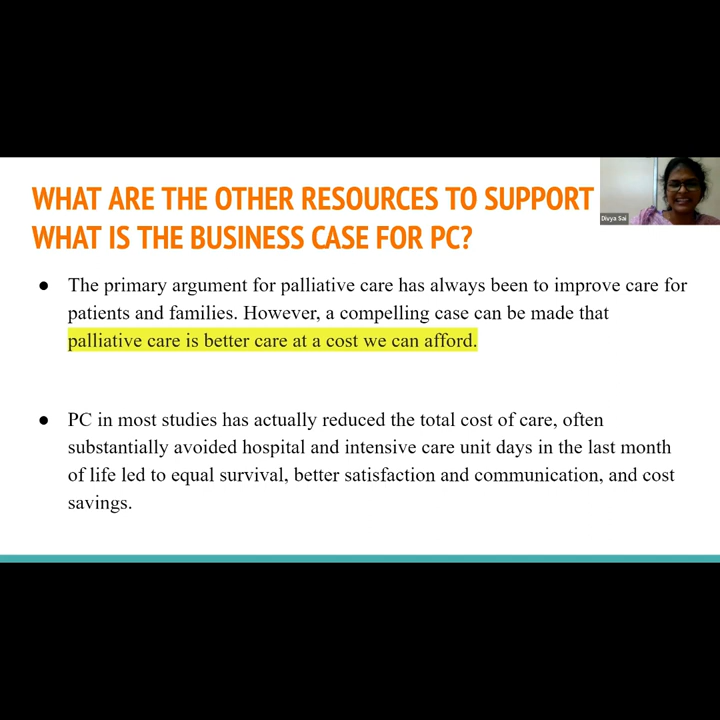 WHAT ARE THE OTHER RESOURCES TO SUPPORT
WHAT IS THE BUSINESS CASE FOR PC?
Divya Sai
● The primary argument for palliative care has always been to improve care for
patients and families. However, a compelling case can be made that
palliative care is better care at a cost we can afford.
● PC in most studies has actually reduced the total cost of care, often
substantially avoided hospital and intensive care unit days in the last month
of life led to equal survival, better satisfaction and communication, and cost
savings.